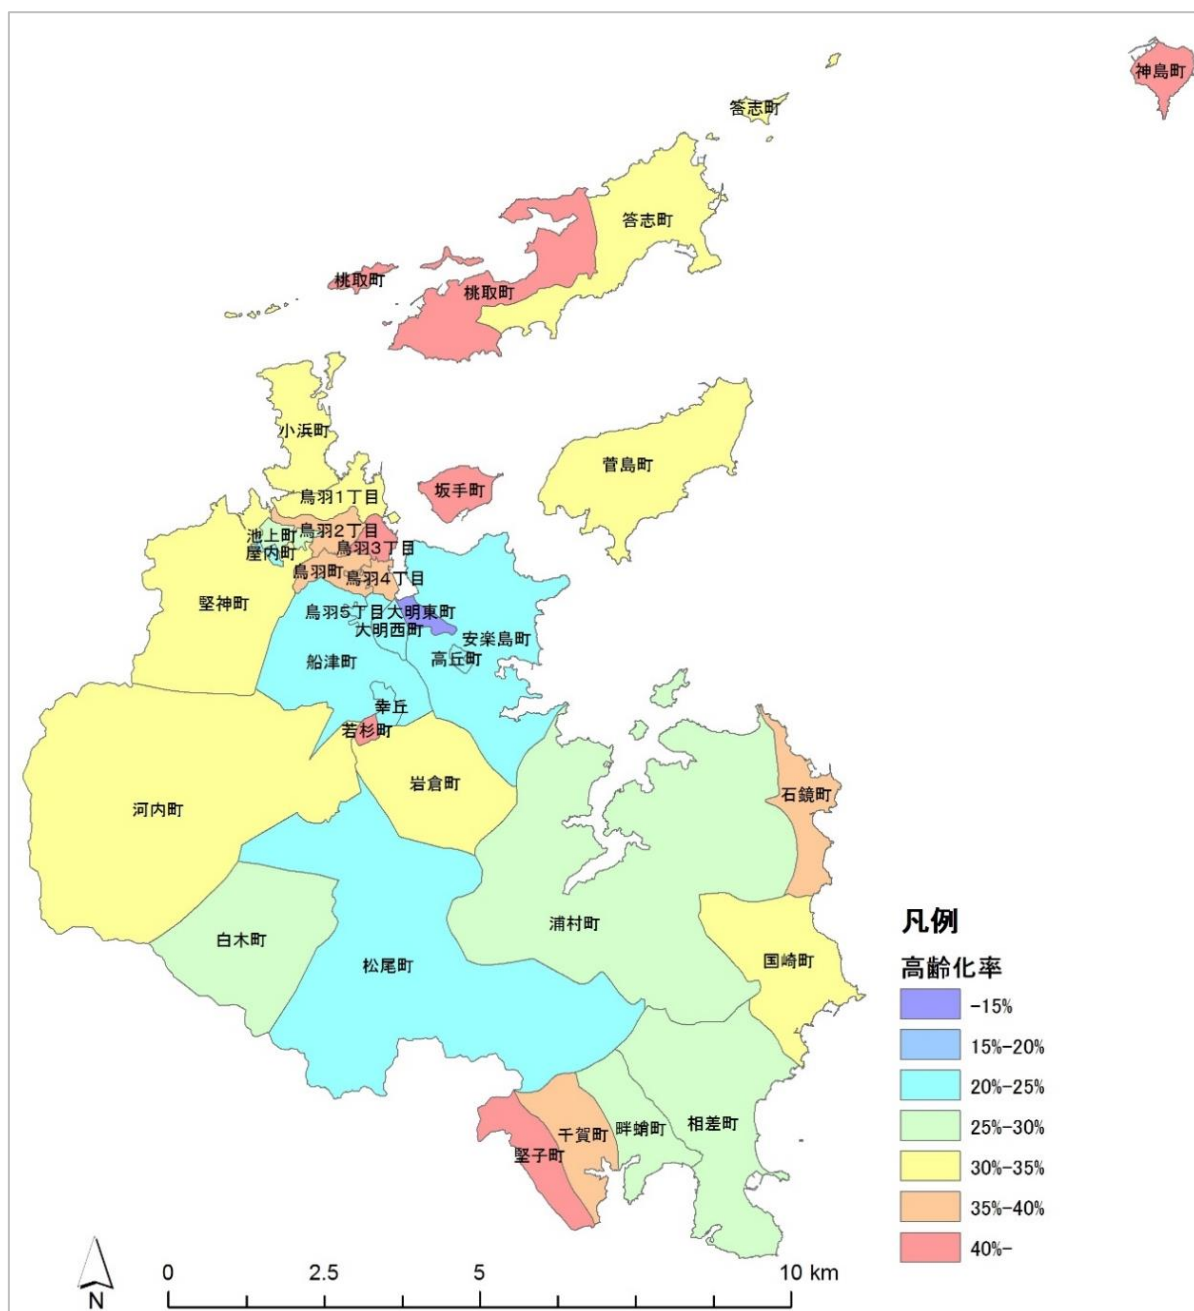 神島町
答志町
答志町
桃取町
桃取町
小浜町
菅島町
坂手町
鳥羽1丁目
鳥羽2丁目
池上町
鳥羽3丁目
屋内町
鳥羽町
鳥羽4丁目
堅神町
鳥羽5丁目
大明東町
大明西町
安楽島町
高丘町
船津町
幸丘
若杉町
岩倉町
石鏡町
河内町
浦村町
白木町
国崎町
松尾町
相差町
畔蛸町
千賀町
堅子町
凡例
高齢化率
-15%
15%-20%
20%-25%
25%-30%
30%-35%
35%-40%
40%-
N
0 2.5 5 10 km